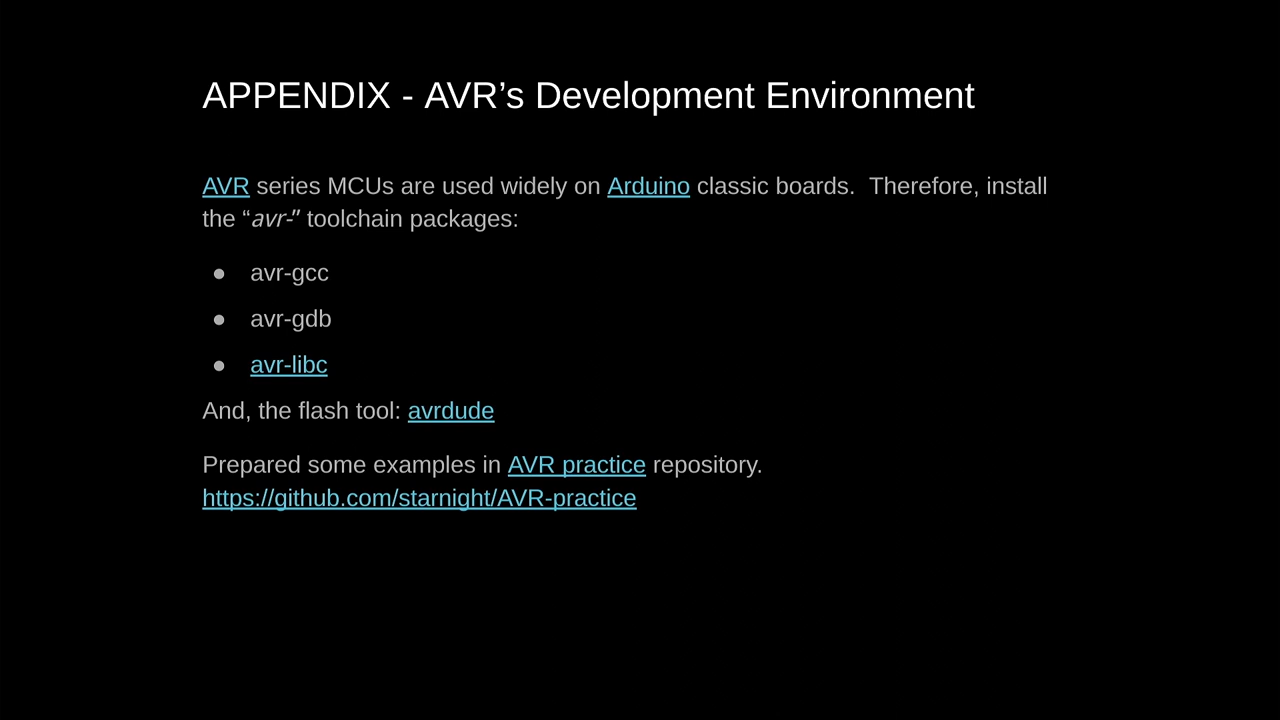 APPENDIX - AVR’s Development Environment
AVR series MCUs are used widely on Arduino classic boards.  Therefore, install
the “avr-” toolchain packages:
● avr-gcc
● avr-gdb
● avr-libc
And, the flash tool: avrdude
Prepared some examples in AVR practice repository.
https://github.com/starnight/AVR-practice